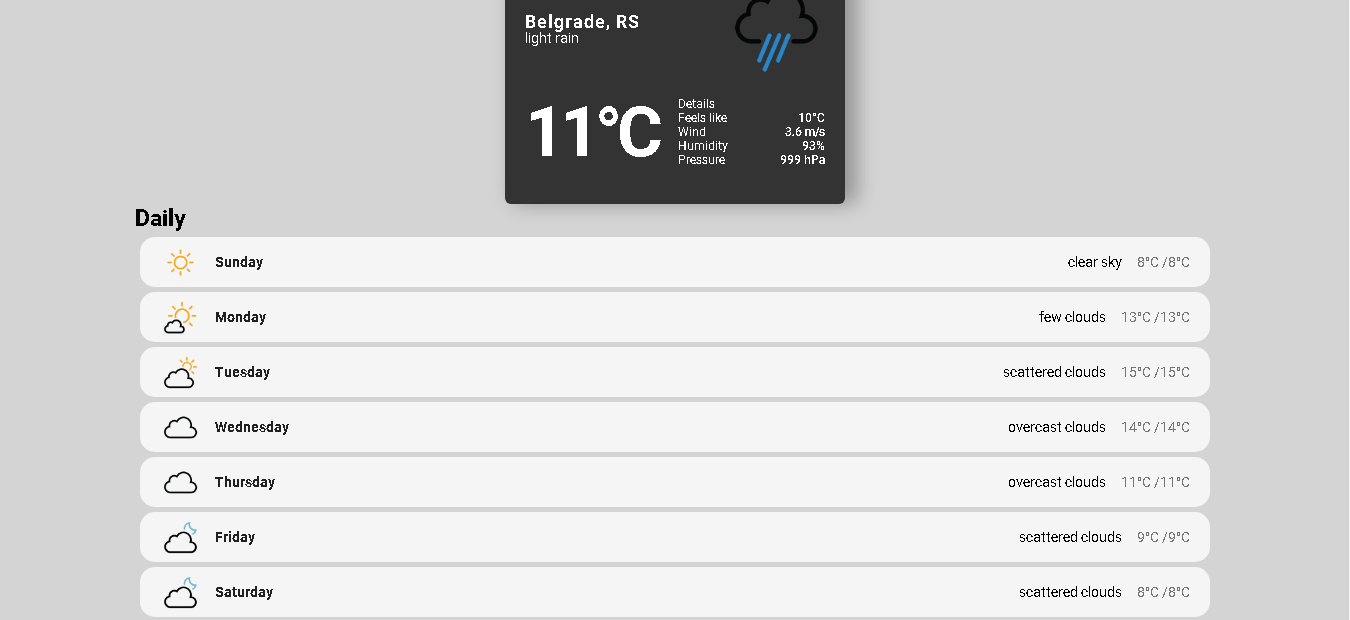 Belgrade, RS
light rain
11°C
Details
Feels like 10°C
Wind 3.6 m/s
Humidity 93%
Pressure 999 hPa
Daily
Sunday clear sky 8°C /8°C
Monday few clouds 13°C /13°C
Tuesday scattered clouds 15°C /15°C
Wednesday overcast clouds 14°C /14°C
Thursday overcast clouds 11°C /11°C
Friday scattered clouds 9°C /9°C
Saturday scattered clouds 8°C /8°C